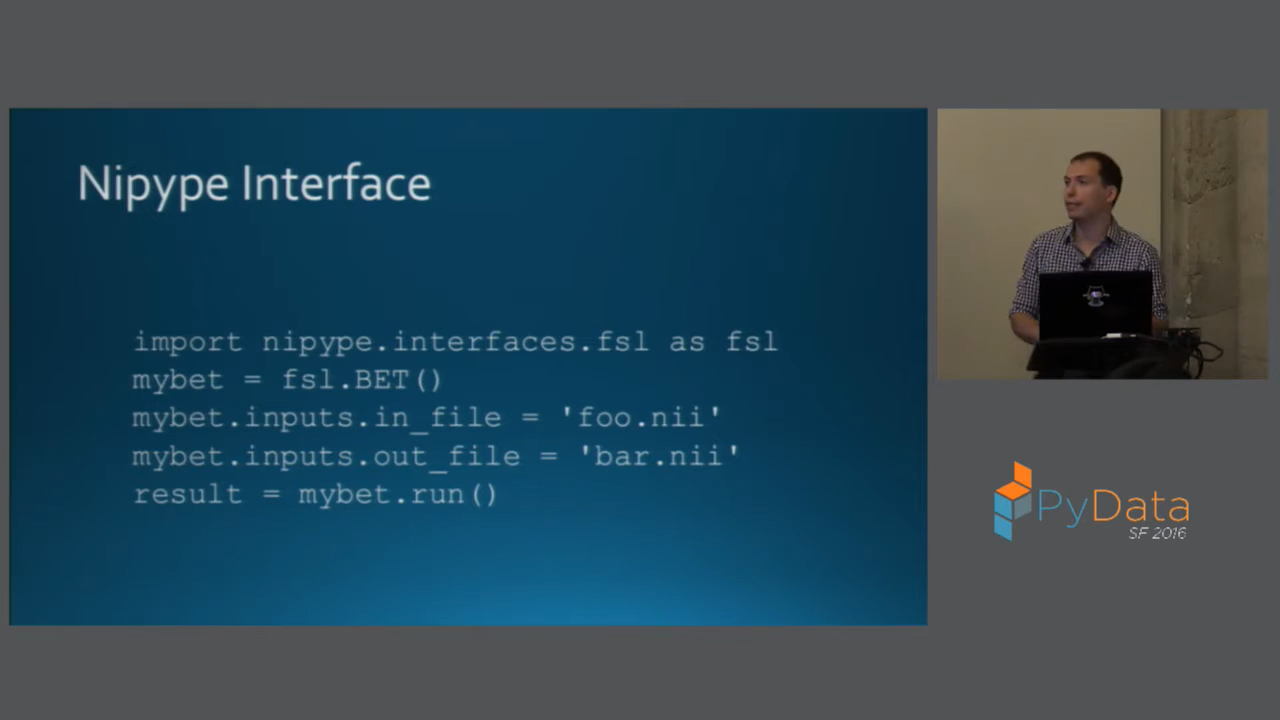 Nipype Interface
import nipype.interfaces.fsl as fsl
mybet = fsl.BET()
mybet.inputs.in_file = 'foo.nii'
mybet.inputs.out_file = 'bar.nii'
result = mybet.run()
PyData
SF 2016